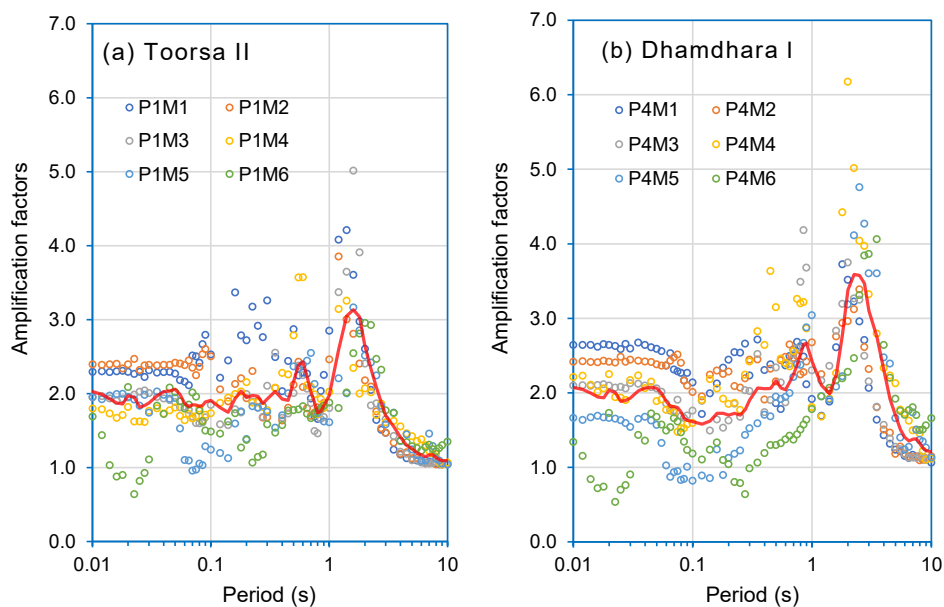 (a) Toorsa II
Amplification factors
7.0
6.0
5.0
4.0
3.0
2.0
1.0
0.0
P1M1 P1M2
P1M3 P1M4
P1M5 P1M6
0.01 0.1 1 10
Period (s)
(b) Dhamdhara I
Amplification factors
7.0
6.0
5.0
4.0
3.0
2.0
1.0
0.0
P4M1 P4M2
P4M3 P4M4
P4M5 P4M6
0.01 0.1 1 10
Period (s)